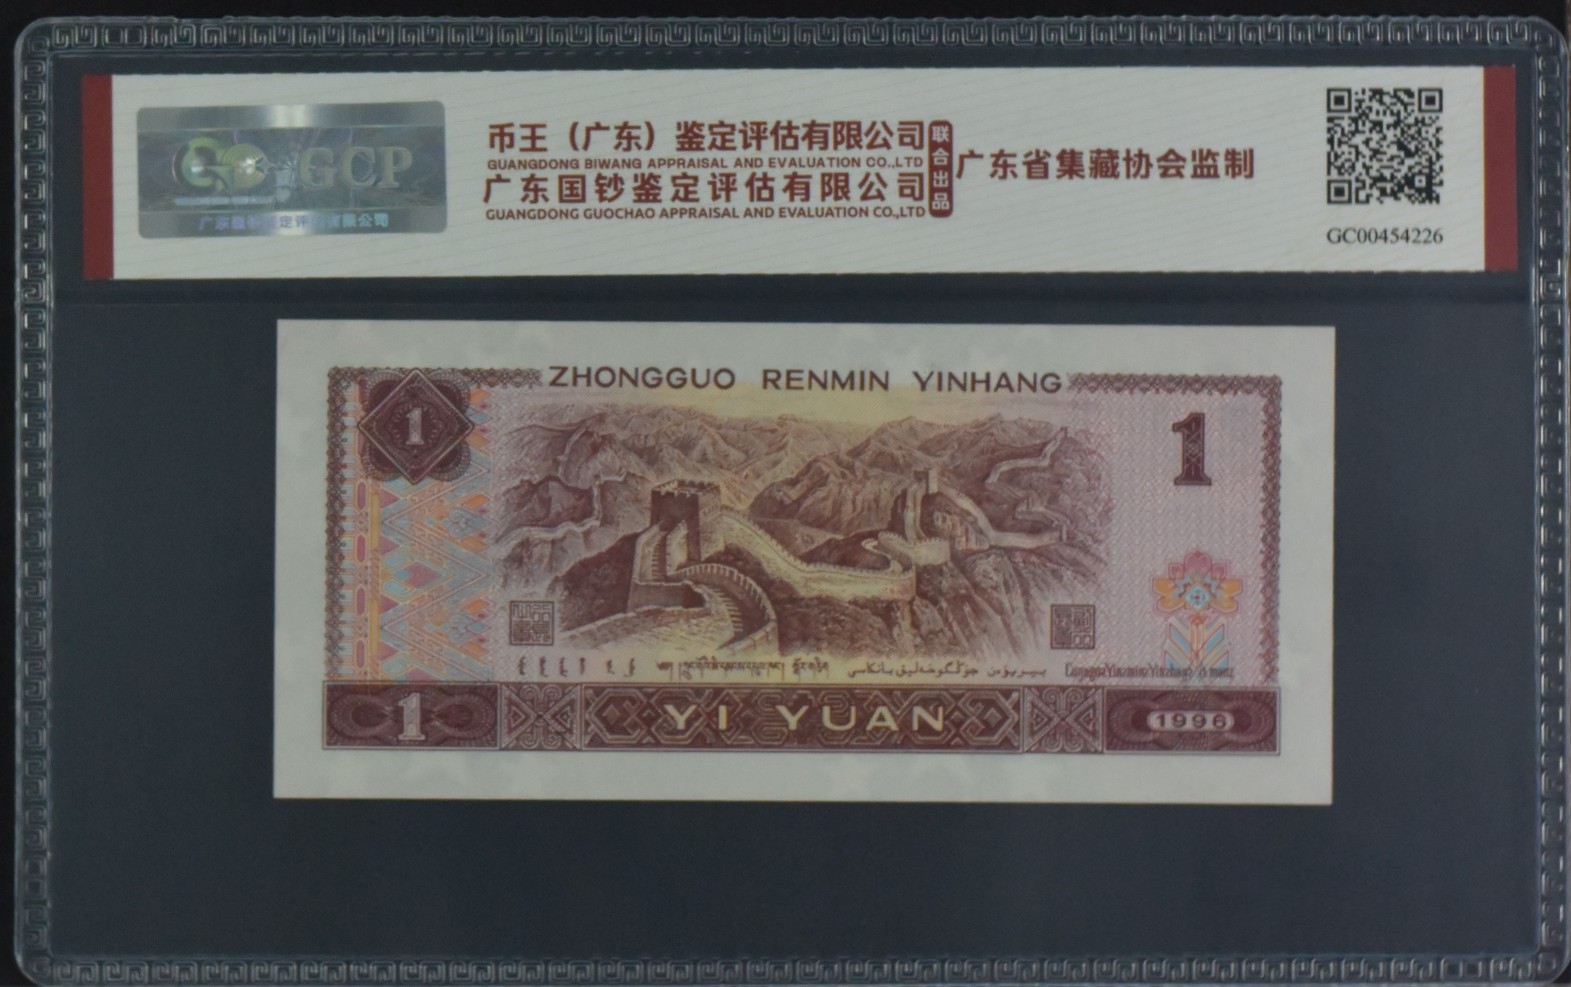 GCP
币王（广东）鉴定评估有限公司
GUANGDONG BIWANG APPRAISAL AND EVALUATION CO.,LTD
广东国钞鉴定评估有限公司
GUANGDONG GUOCHAO APPRAISAL AND EVALUATION CO.,LTD
联合出品
广东省集藏协会监制
GC00454226
ZHONGGUO RENMIN YINHANG
1
1
1
YI YUAN
1996